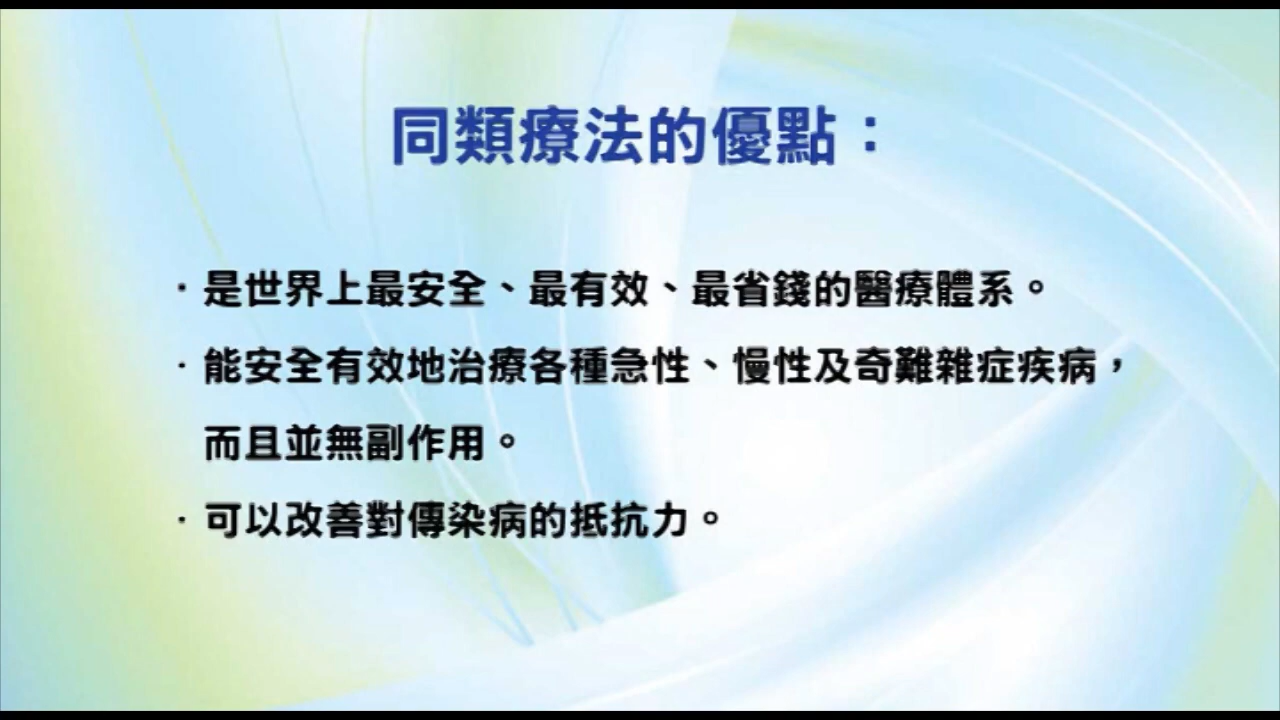 同類療法的優點：
·是世界上最安全、最有效、最省錢的醫療體系。
·能安全有效地治療各種急性、慢性及奇難雜症疾病，
而且並無副作用。
·可以改善對傳染病的抵抗力。